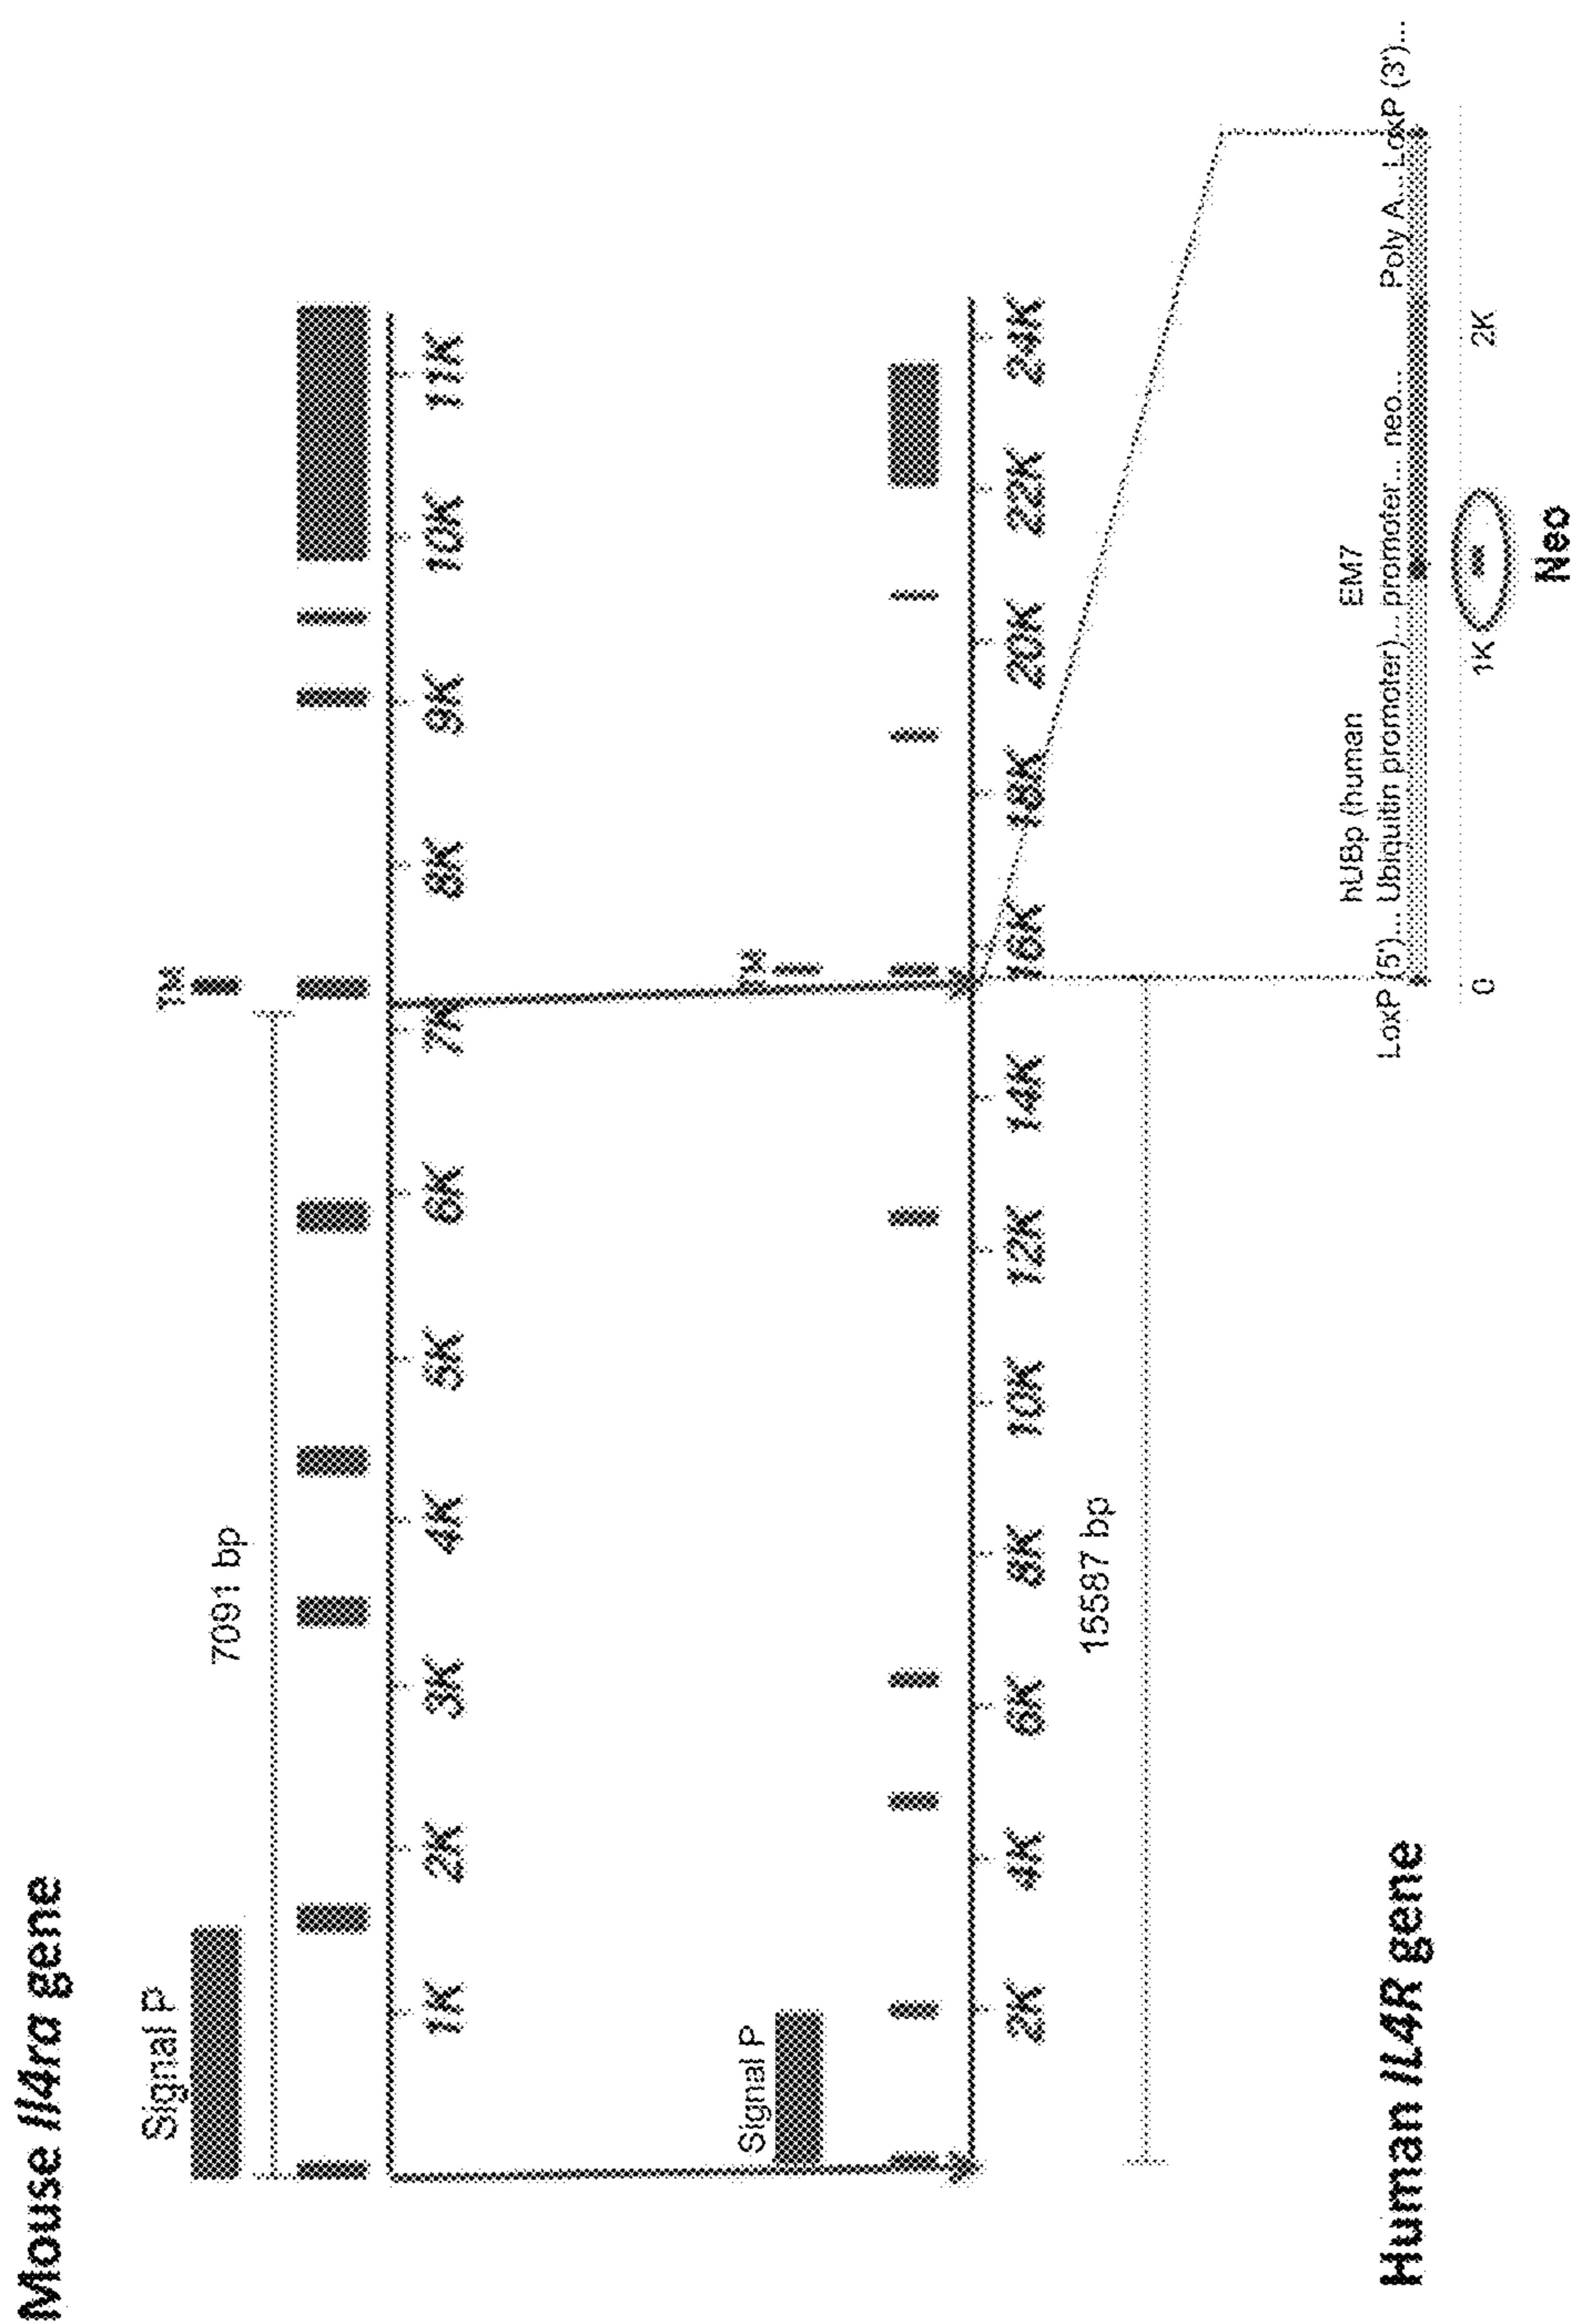 Mouse Il4ra gene
Signal P
TM
7091 bp
1K 2K 3K 4K 5K 6K 7K 8K 9K 10K 11K
Signal P
TM
2K 4K 6K 8K 10K 12K 14K 16K 18K 20K 22K 24K
15587 bp
hUBp (human EM7
LoxP (5')... Ubiquitin promoter)... promoter... neo... Poly A... LoxP (3')...
0 1K 2K
Neo
Human IL4R gene